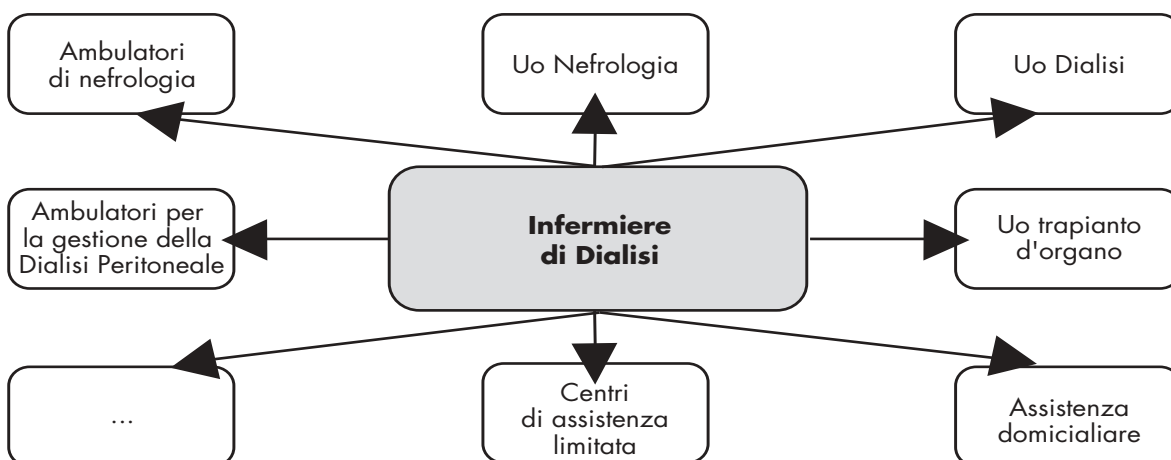 Ambulatori
di nefrologia
Uo Nefrologia
Uo Dialisi
Ambulatori per
la gestione della
Dialisi Peritoneale
Infermiere
di Dialisi
Uo trapianto
d'organo
...
Centri
di assistenza
limitata
Assistenza
domicialiare